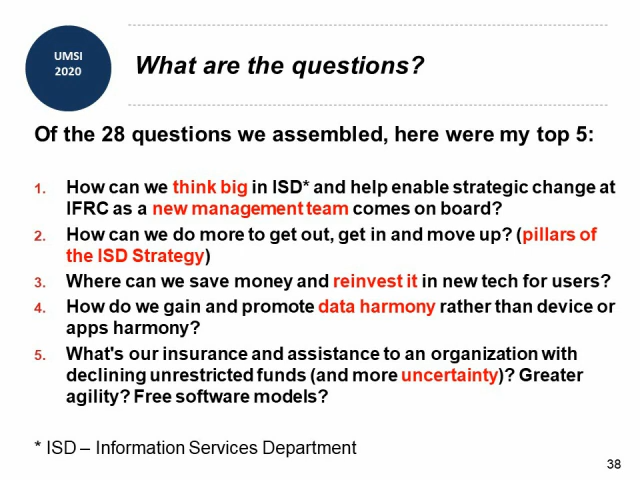 UMSI
2020
What are the questions?
Of the 28 questions we assembled, here were my top 5:
1. How can we think big in ISD* and help enable strategic change at
IFRC as a new management team comes on board?
2. How can we do more to get out, get in and move up? (pillars of
the ISD Strategy)
3. Where can we save money and reinvest it in new tech for users?
4. How do we gain and promote data harmony rather than device or
apps harmony?
5. What's our insurance and assistance to an organization with
declining unrestricted funds (and more uncertainty)? Greater
agility? Free software models?
* ISD – Information Services Department
38